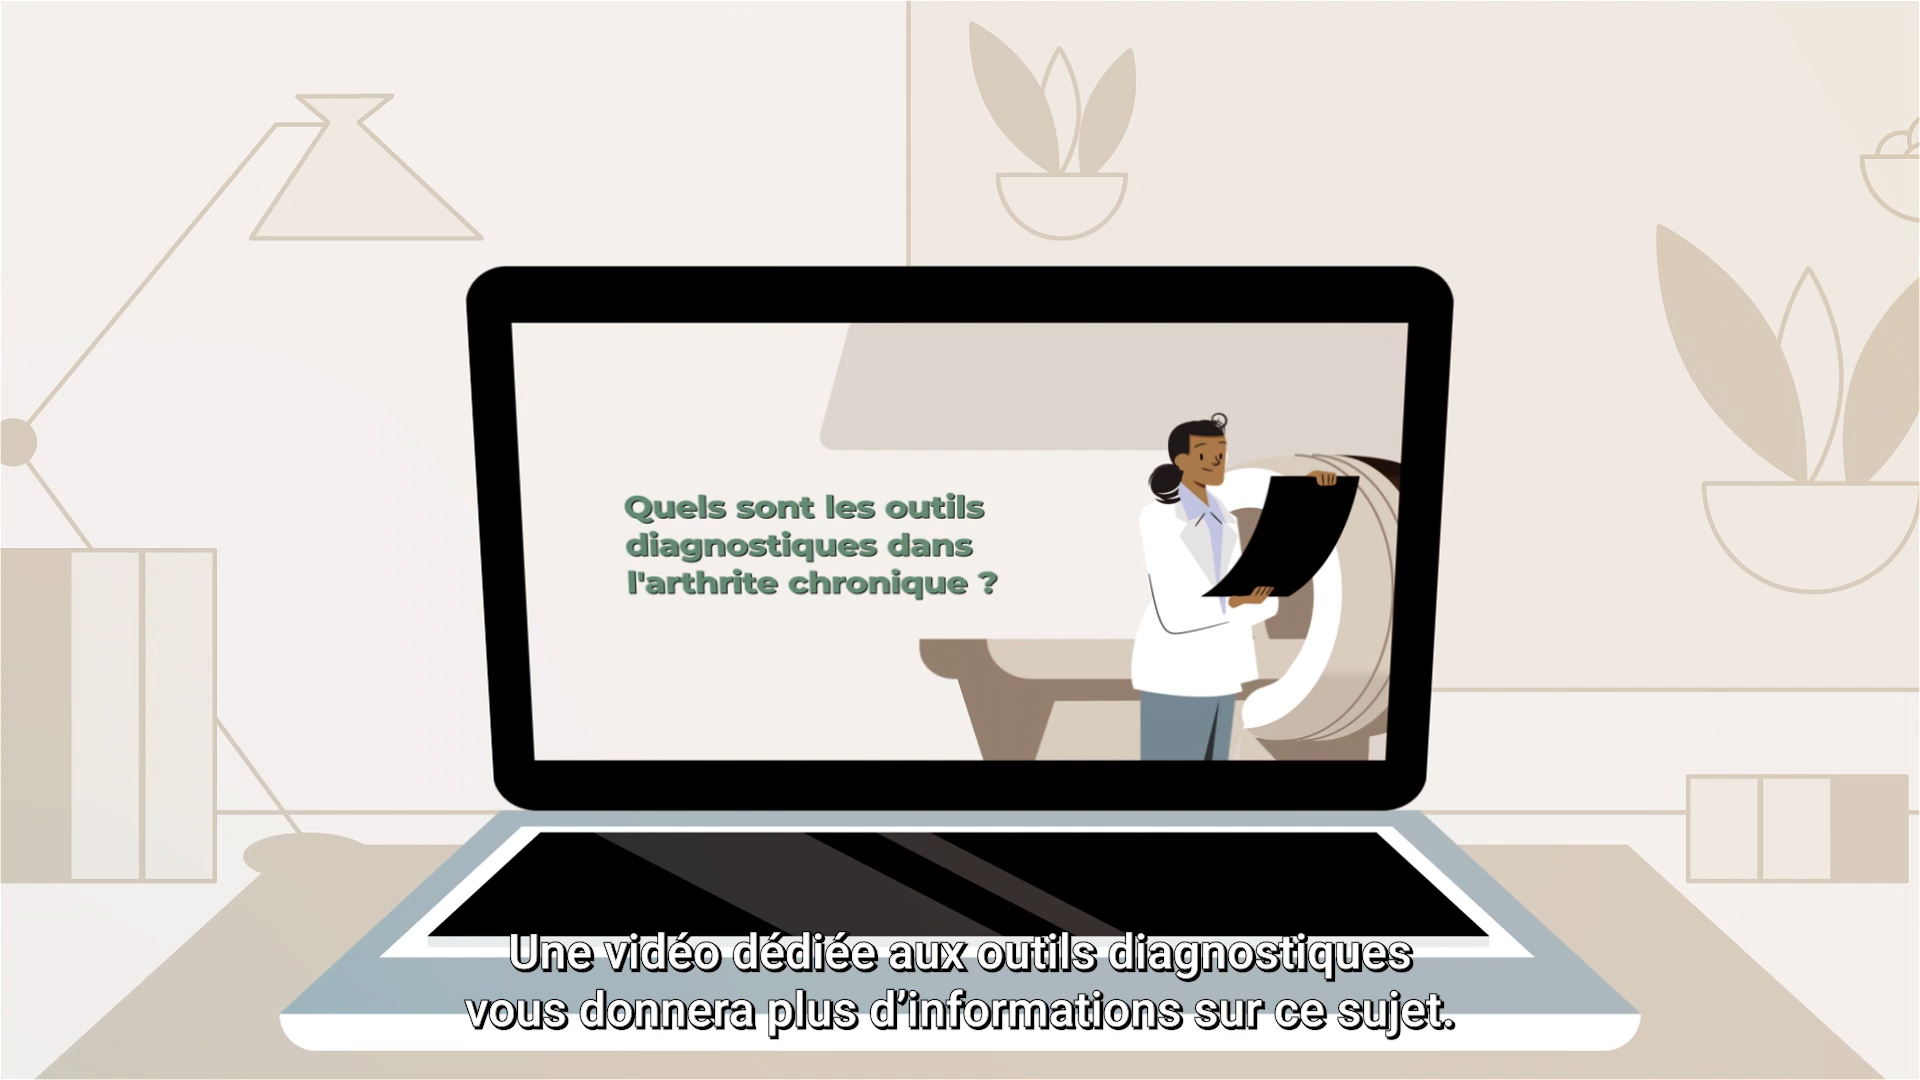 Quels sont les outils
diagnostiques dans
l'arthrite chronique ?
Une vidéo dédiée aux outils diagnostiques
vous donnera plus d’informations sur ce sujet.